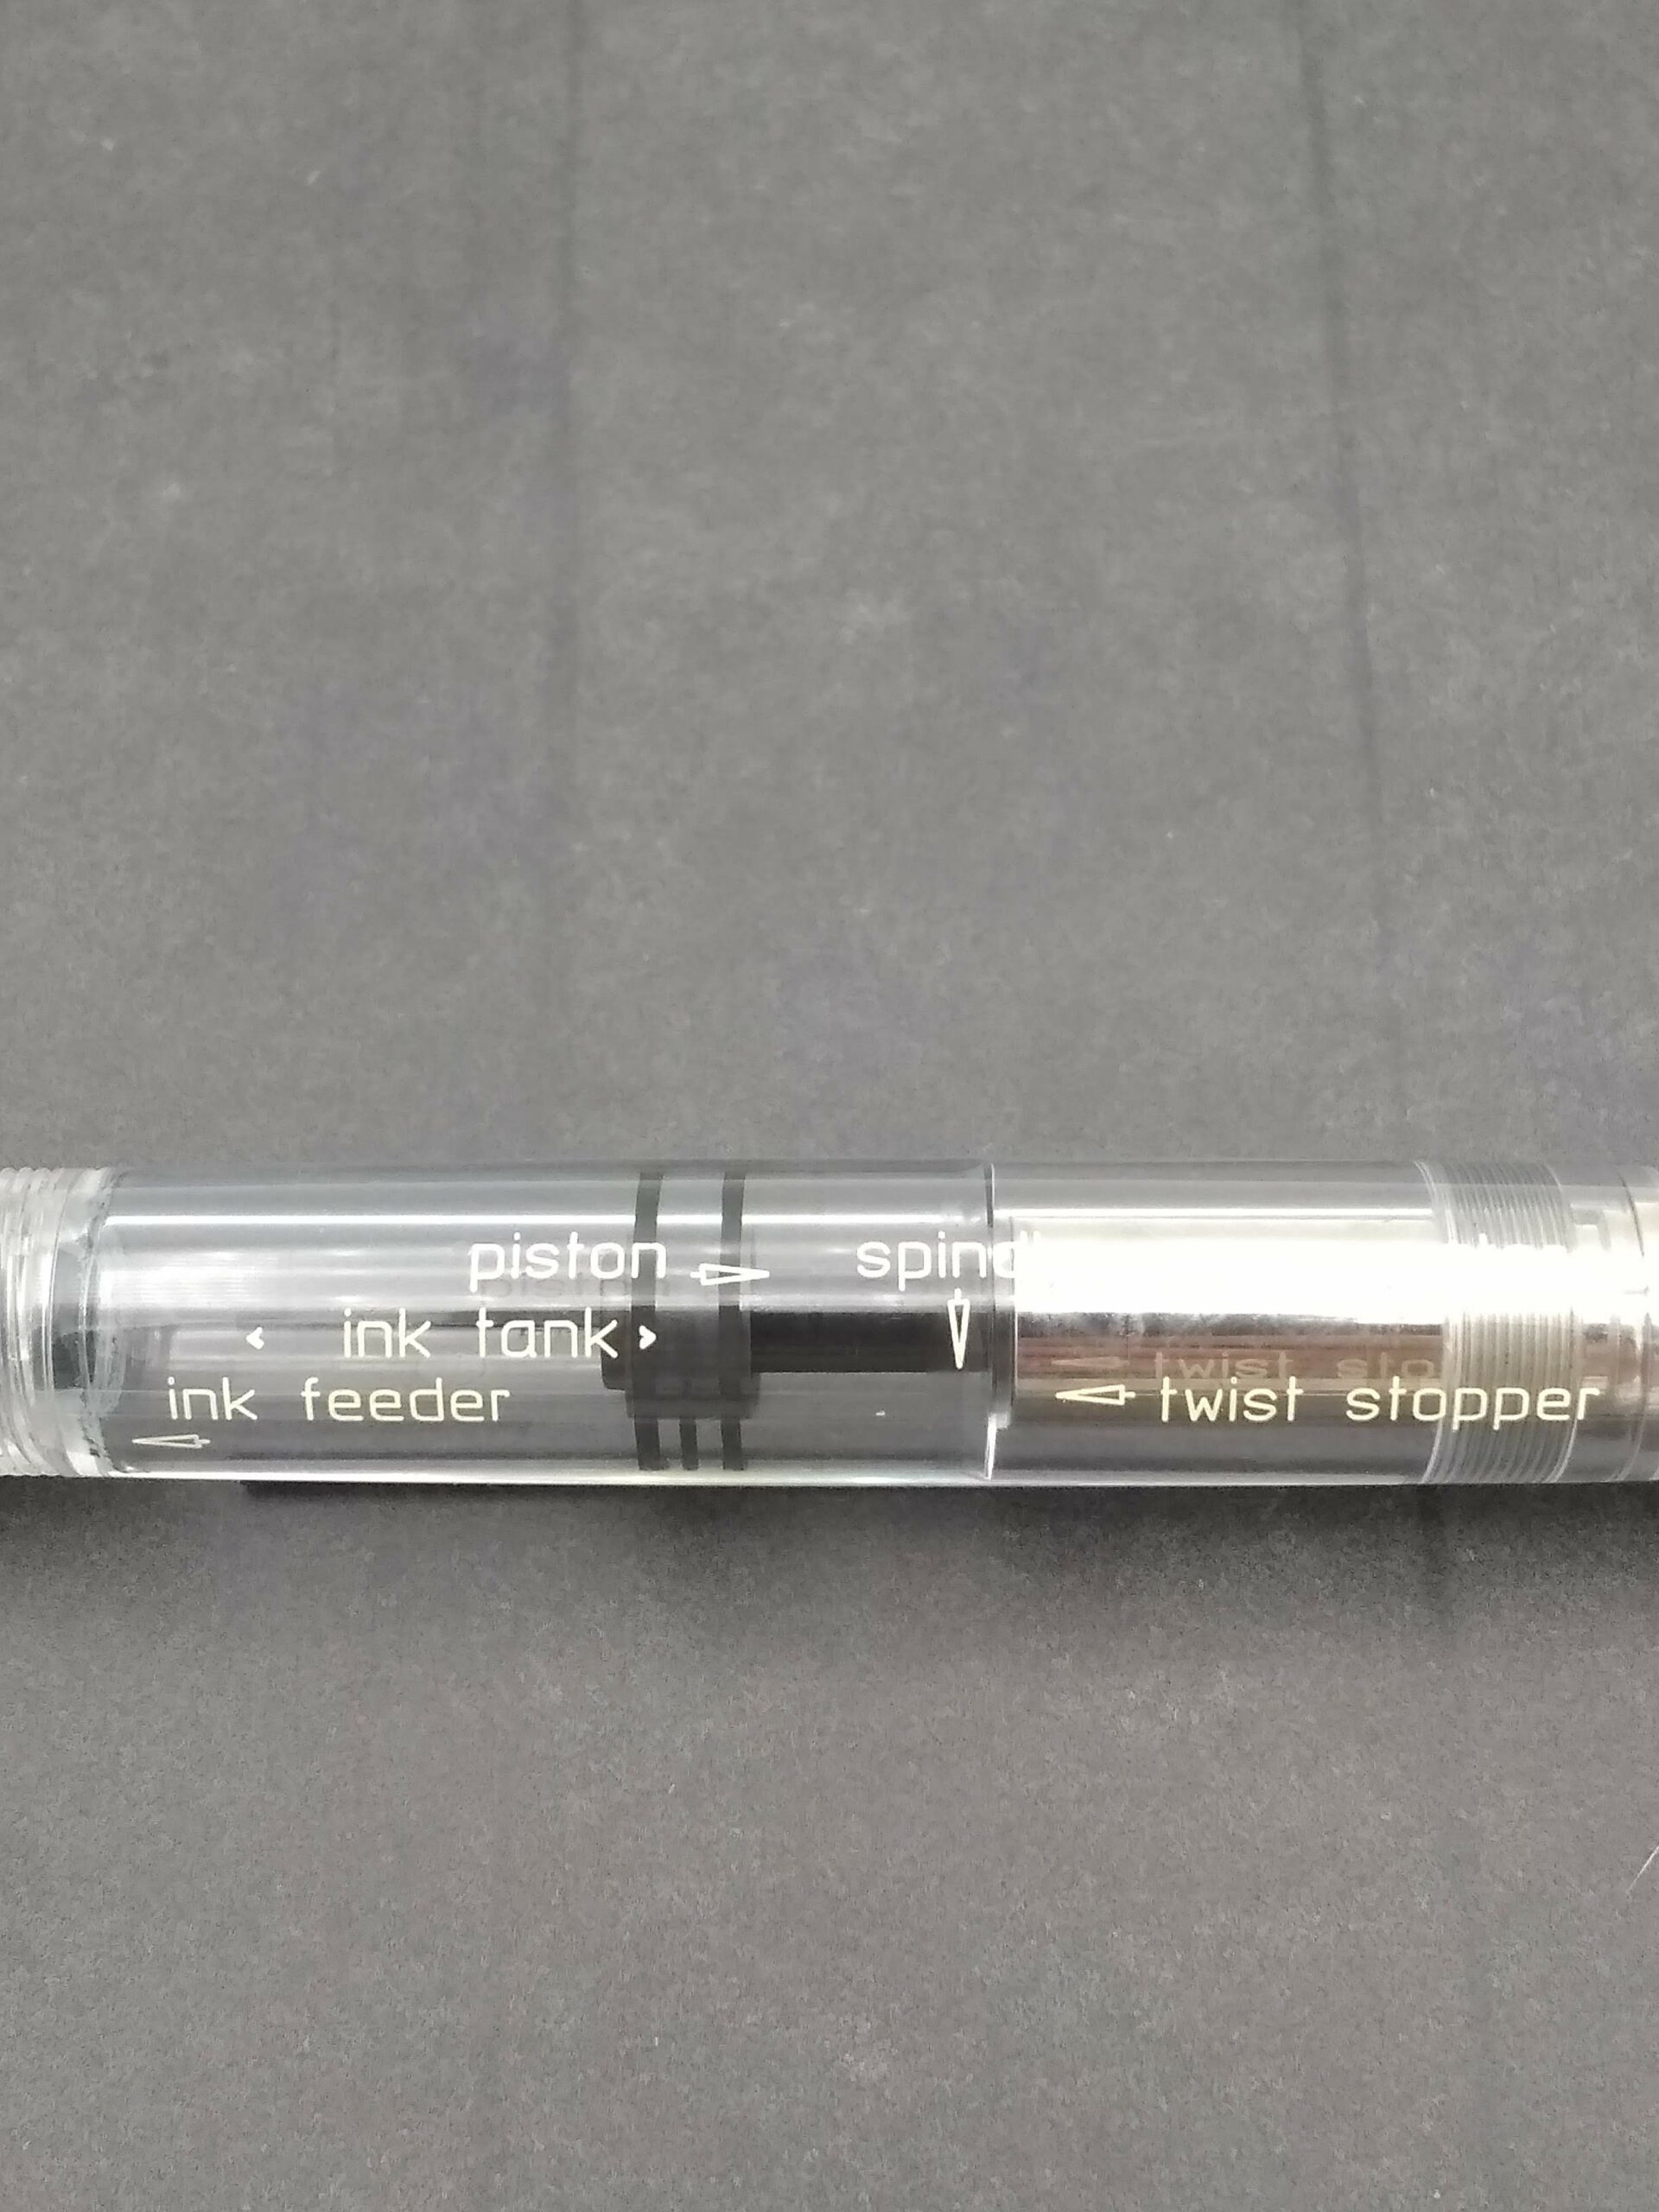 piston spind
ink tank
ink feeder
twist stopper